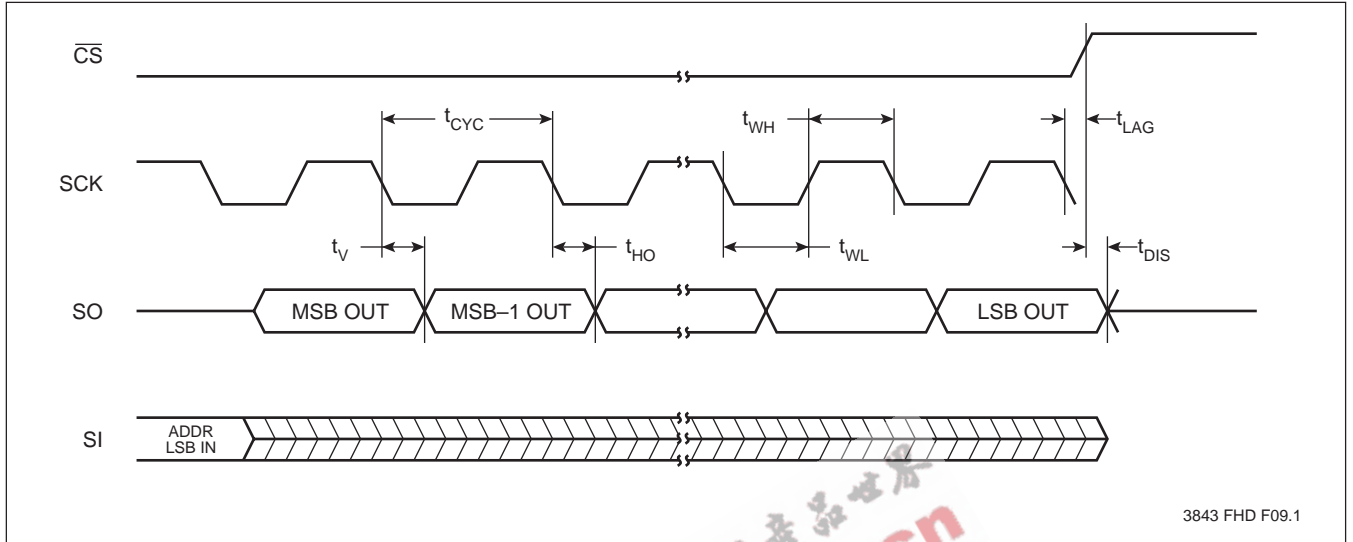 CS
tCYC
tWH
tLAG
SCK
tV
tHO
tWL
tDIS
SO
MSB OUT
MSB–1 OUT
LSB OUT
SI
ADDR
LSB IN
3843 FHD F09.1